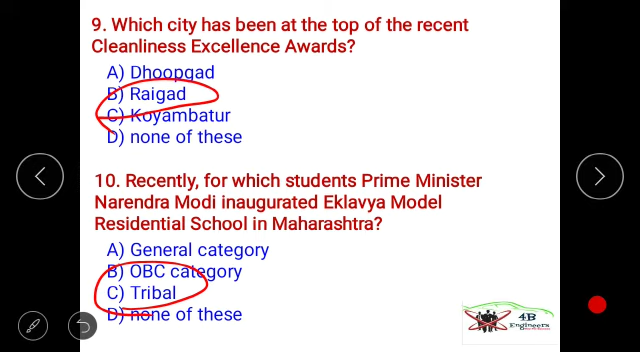 9. Which city has been at the top of the recent
Cleanliness Excellence Awards?
A) Dhoopgad
B) Raigad
C) Koyambatur
D) none of these
10. Recently, for which students Prime Minister
Narendra Modi inaugurated Eklavya Model
Residential School in Maharashtra?
A) General category
B) OBC category
C) Tribal
D) none of these
4B
Engineers